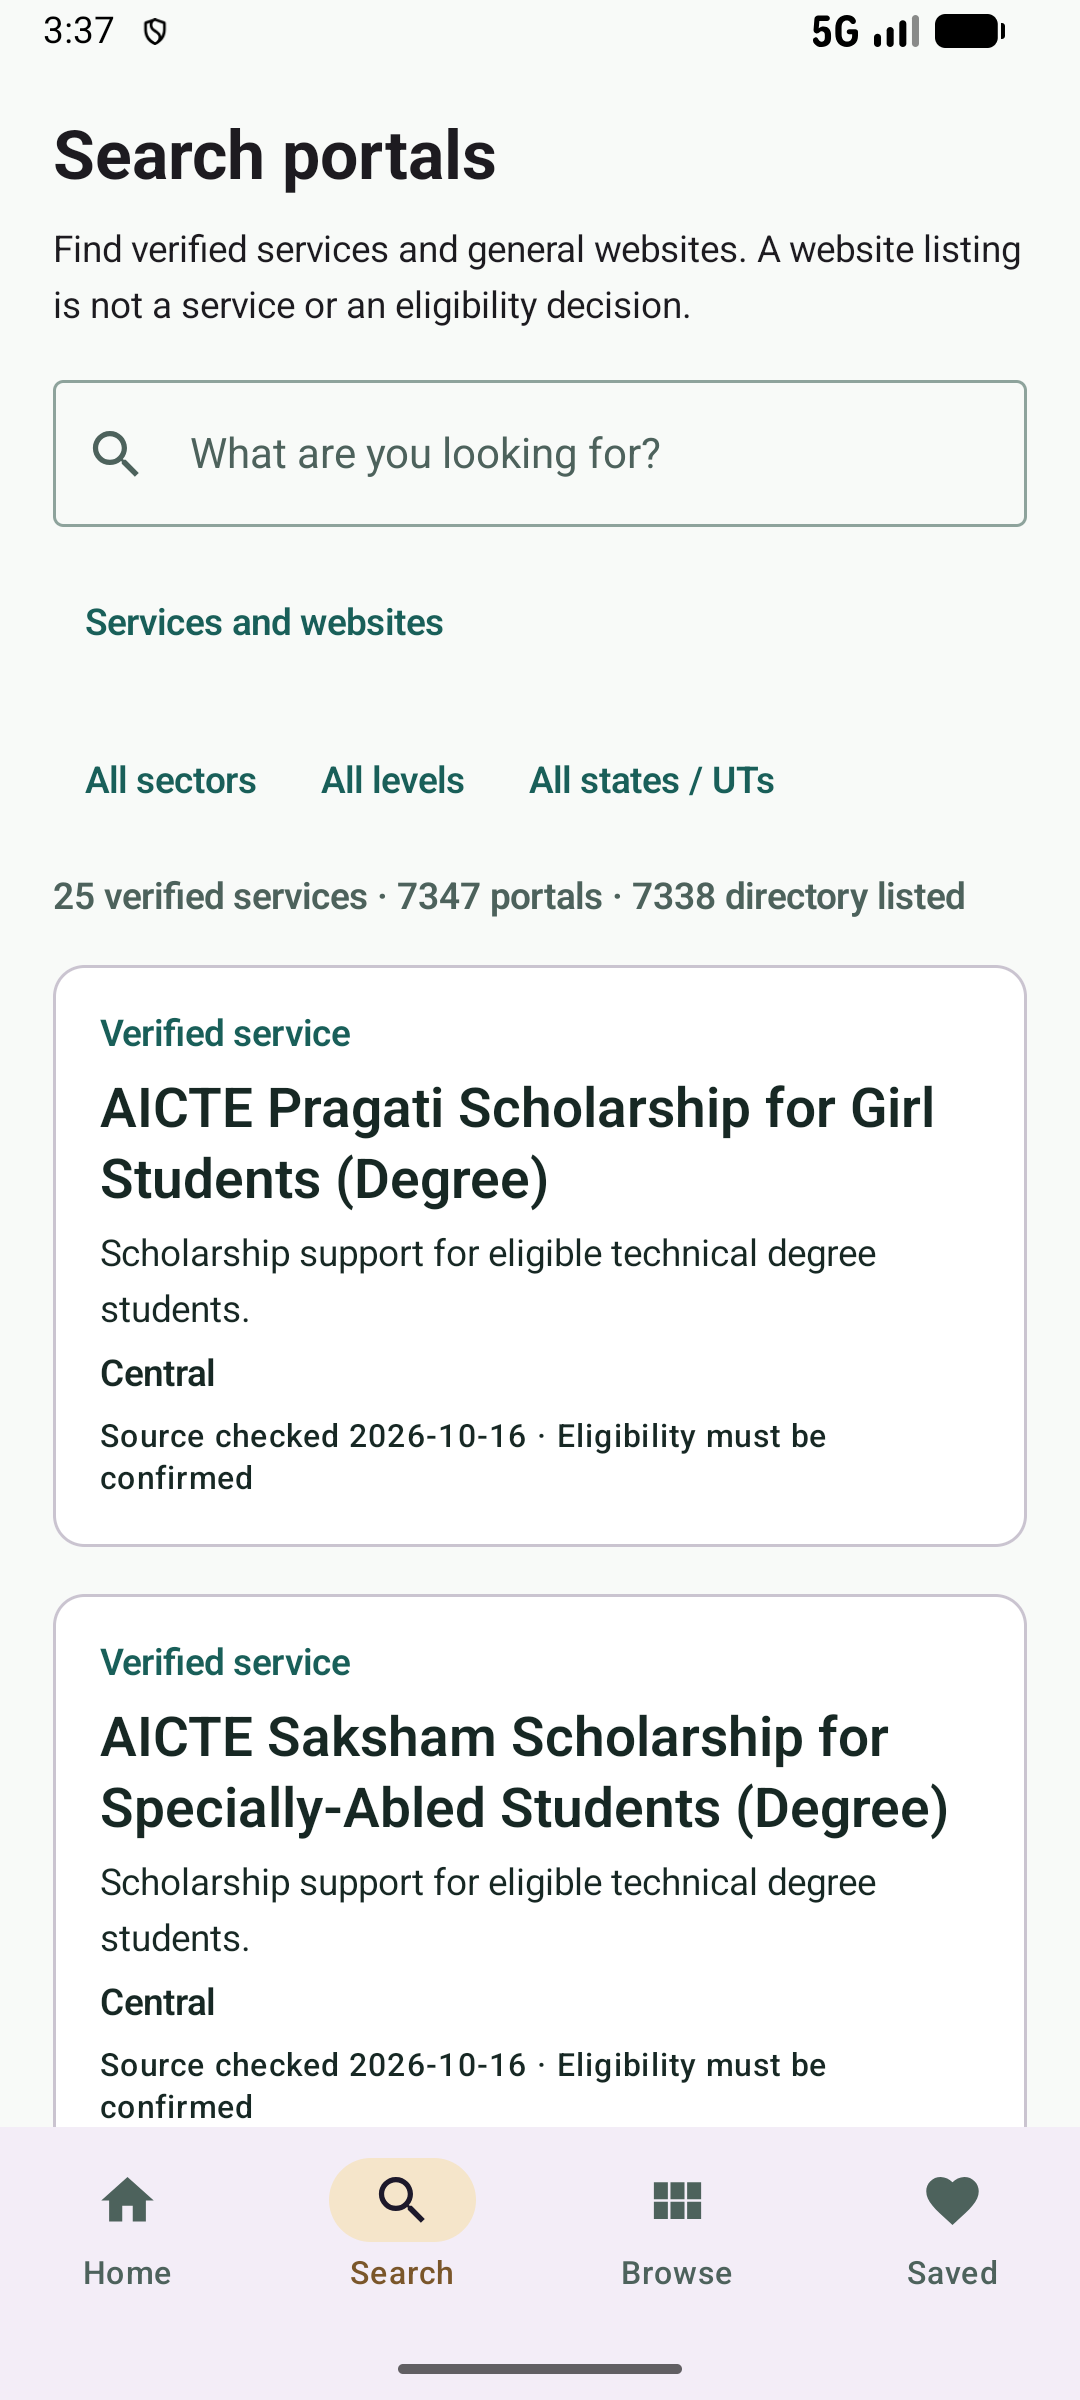 3:37
5G
Search portals
Find verified services and general websites. A website listing
is not a service or an eligibility decision.
What are you looking for?
Services and websites
All sectors All levels All states / UTs
25 verified services · 7347 portals · 7338 directory listed
Verified service
AICTE Pragati Scholarship for Girl
Students (Degree)
Scholarship support for eligible technical degree
students.
Central
Source checked 2026-10-16 · Eligibility must be
confirmed
Verified service
AICTE Saksham Scholarship for
Specially-Abled Students (Degree)
Scholarship support for eligible technical degree
students.
Central
Source checked 2026-10-16 · Eligibility must be
confirmed
Home Search Browse Saved